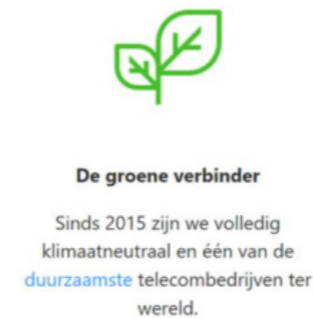 De groene verbinder
Sinds 2015 zijn we volledig
klimaatneutraal en één van de
duurzaamste telecombedrijven ter
wereld.